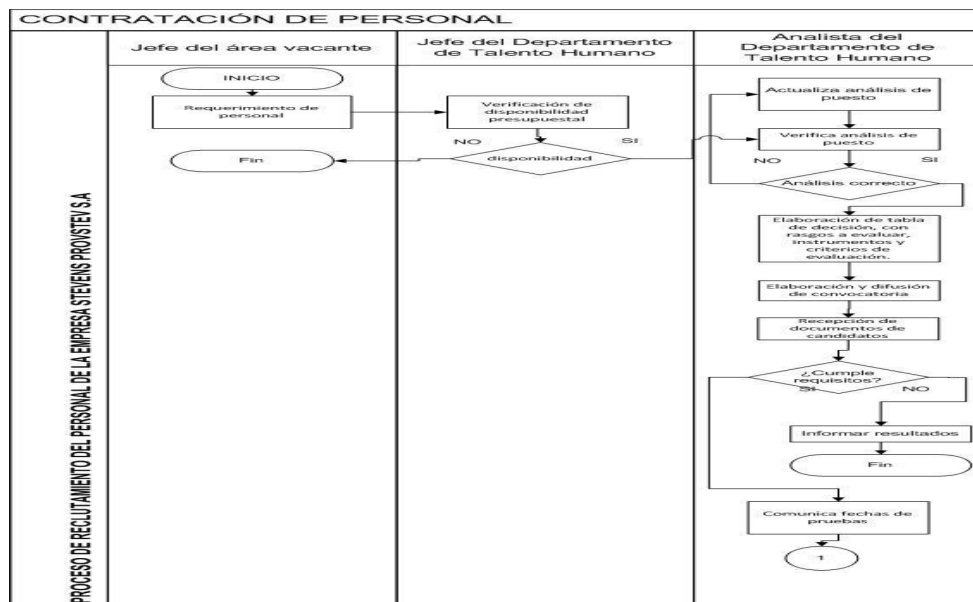 CONTRATACIÓN DE PERSONAL
PROCESO DE RECLUTAMIENTO DEL PERSONAL DE LA EMPRESA STEVENS PROVSTEV S.A
Jefe del área vacante
Jefe del Departamento
de Talento Humano
Analista del
Departamento de
Talento Humano
INICIO
Requerimiento de
personal
Verificación de
disponibilidad
presupuestal
NO
SI
disponibilidad
Fin
Actualiza análisis de
puesto
Verifica análisis de
puesto
NO
SI
Análisis correcto
Elaboración de tabla
de decisión, con
rasgos a evaluar,
instrumentos y
criterios de
evaluación.
Elaboración y difusión
de convocatoria
Recepción de
documentos de
candidatos
¿Cumple
requisitos?
SI
NO
Informar resultados
Fin
Comunica fechas de
pruebas
1